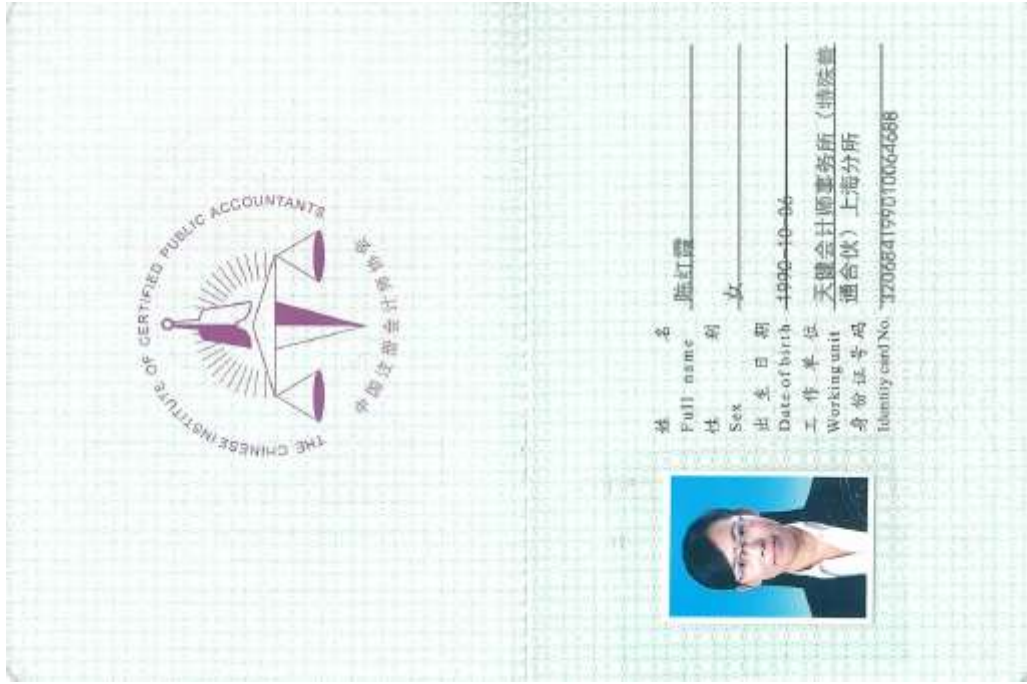 THE CHINESE INSTITUTE OF CERTIFIED PUBLIC ACCOUNTANTS
中国注册会计师协会
姓 名
Full name
性 别 女
Sex
出生日期 1990-10-06
Date of birth
工作单位 天健会计师事务所（特殊普
Working unit 通合伙）上海分所
身份证号码
Identity card No. 320684199010064688